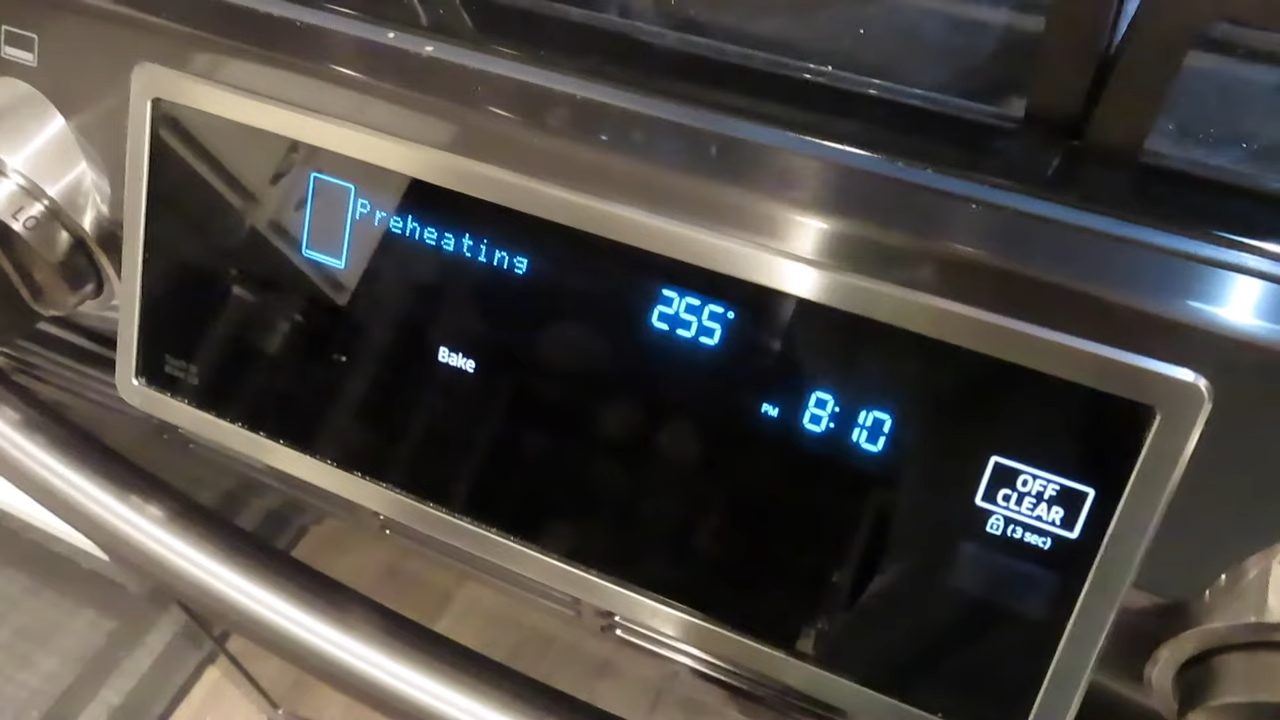 LO
Preheating
255°
Bake
PM 8:10
OFF
CLEAR
(3 sec)